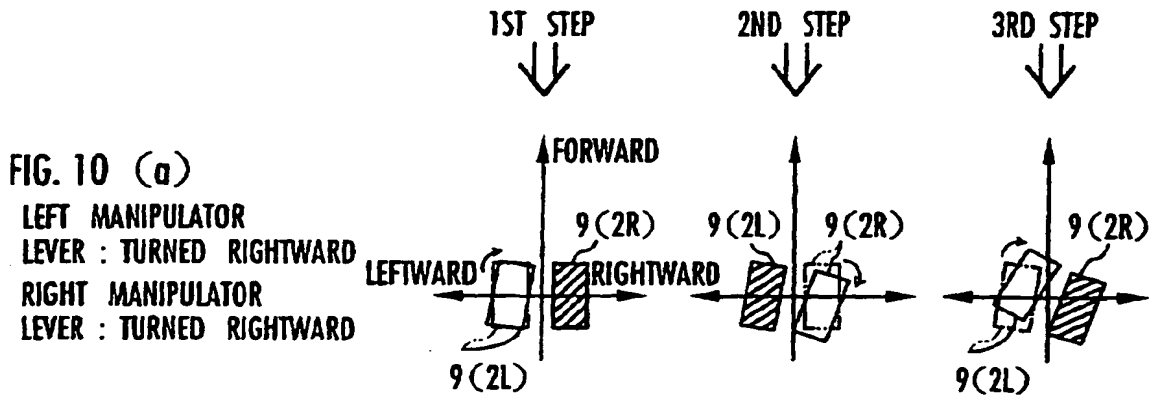 1ST STEP
2ND STEP
3RD STEP
FIG. 10 (a)
LEFT MANIPULATOR
LEVER : TURNED RIGHTWARD
RIGHT MANIPULATOR
LEVER : TURNED RIGHTWARD
FORWARD
LEFTWARD
RIGHTWARD
9(2R)
9(2L)
9(2L)
9(2R)
9(2R)
9(2L)